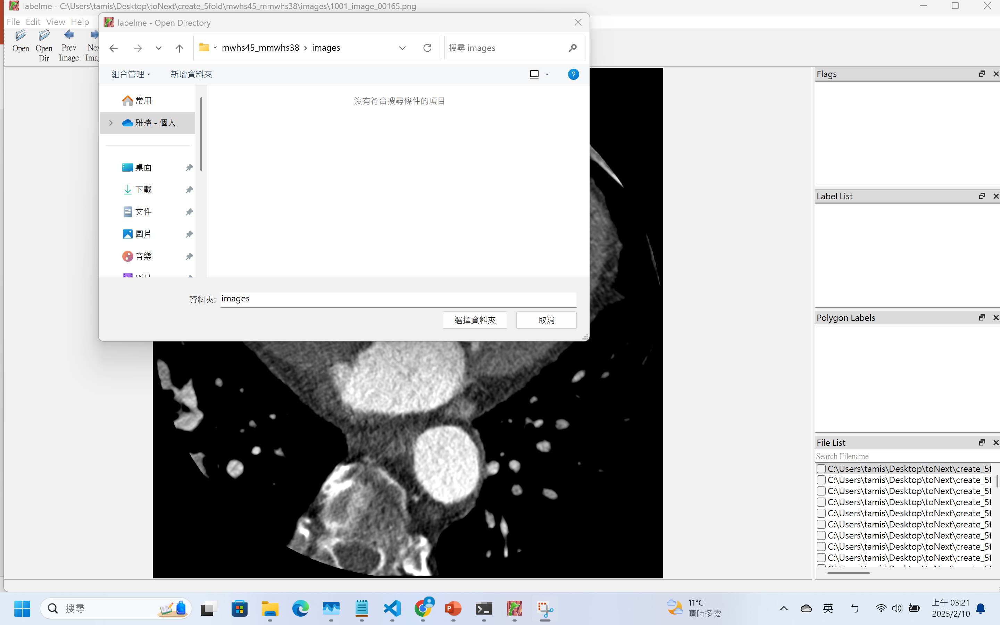 labelme - C:\Users\tamis\Desktop\toNext\create_5fold\mwhs45_mmwhs38\images\1001_image_00165.png
File Edit View Help
Open
Open Dir
Prev Image
labelme - Open Directory
« mwhs45_mmwhs38 › images
搜尋 images
組合管理
新增資料夾
常用
雅璿 - 個人
桌面
下載
文件
圖片
音樂
沒有符合搜尋條件的項目
資料夾: images
選擇資料夾
取消
Flags
Label List
Polygon Labels
File List
Search Filename
C:\Users\tamis\Desktop\toNext\create_5f
C:\Users\tamis\Desktop\toNext\create_5f
C:\Users\tamis\Desktop\toNext\create_5f
C:\Users\tamis\Desktop\toNext\create_5f
C:\Users\tamis\Desktop\toNext\create_5f
C:\Users\tamis\Desktop\toNext\create_5f
C:\Users\tamis\Desktop\toNext\create_5f
C:\Users\tamis\Desktop\toNext\create_5f
C:\Users\tamis\Desktop\toNext\create_5f
搜尋
11°C
晴時多雲
英
ㄅ
上午 03:21
2025/2/10